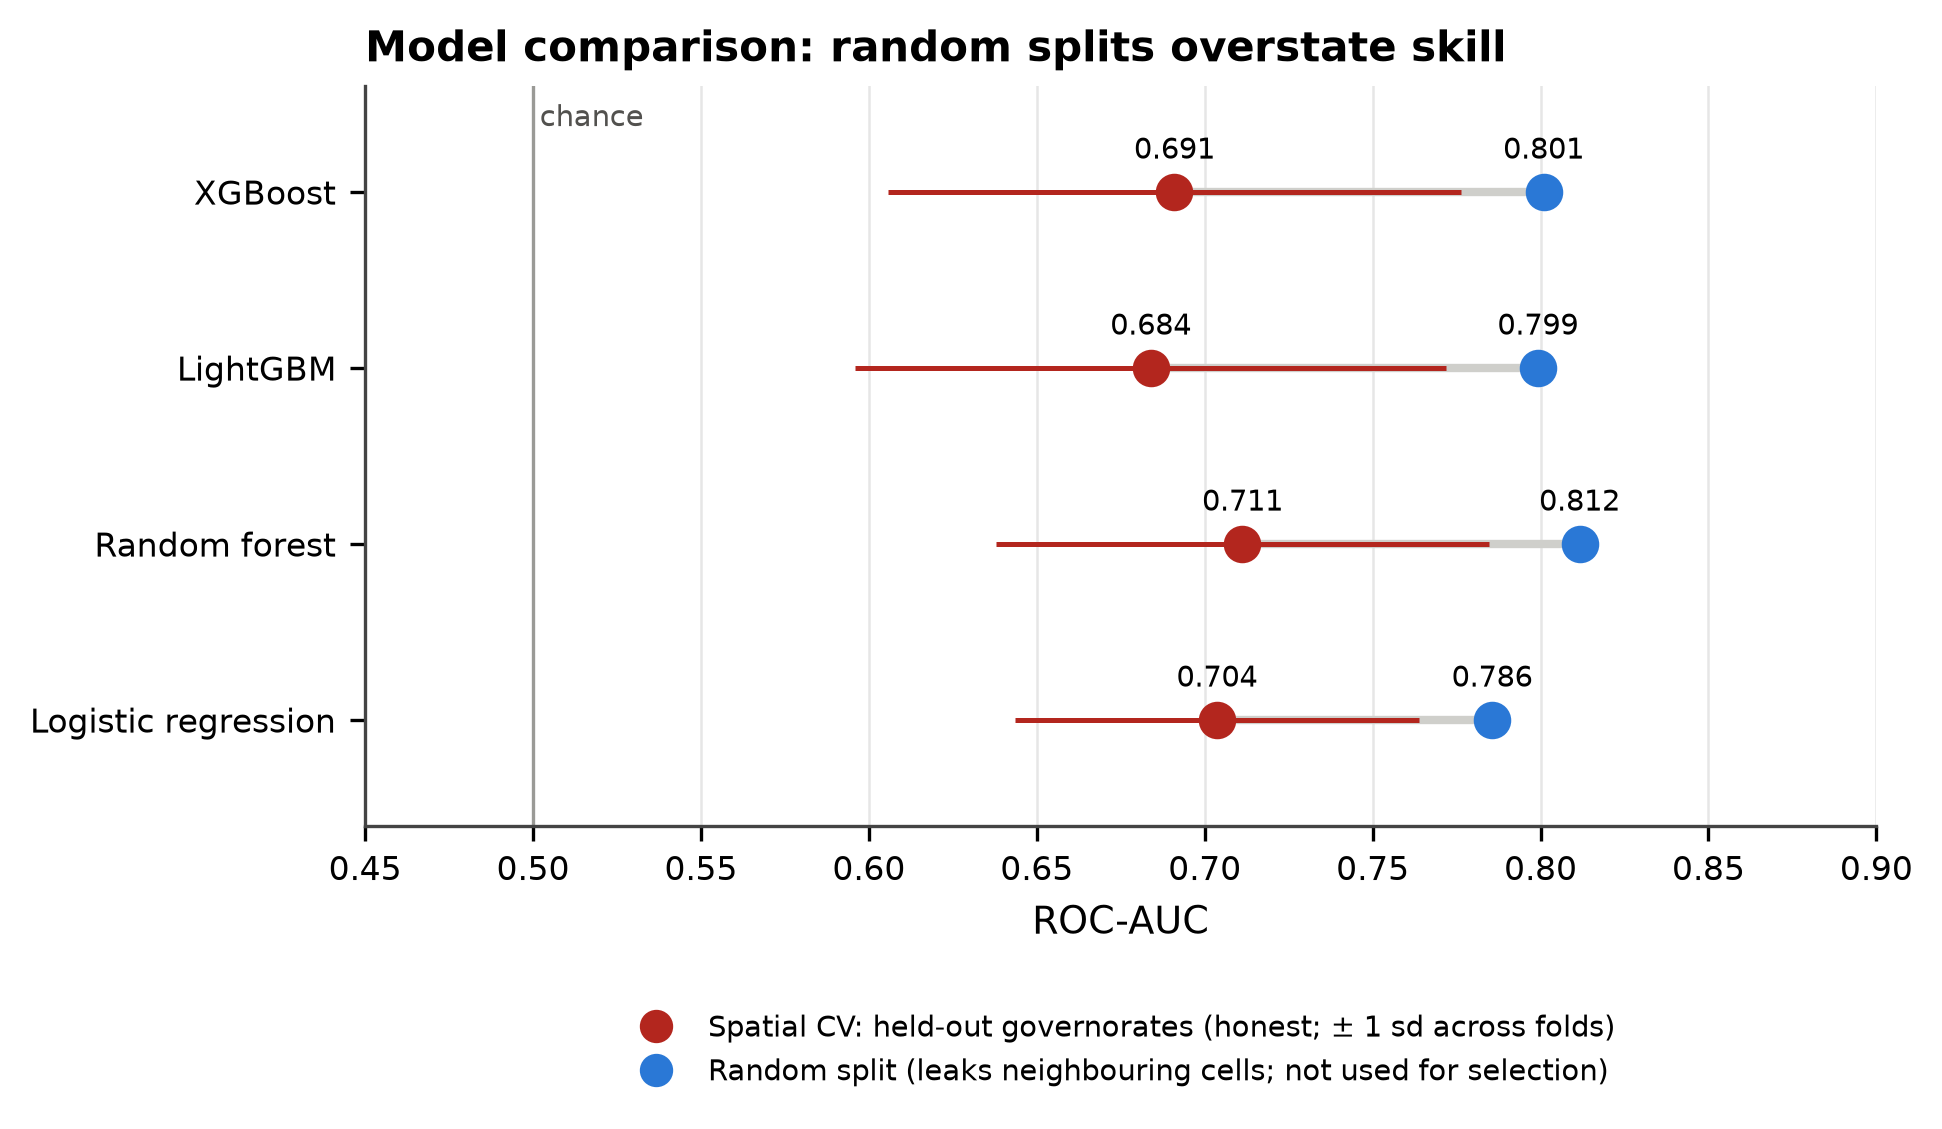 Model comparison: random splits overstate skill
chance
XGBoost
0.691
0.801
LightGBM
0.684
0.799
Random forest
0.711
0.812
Logistic regression
0.704
0.786
0.45 0.50 0.55 0.60 0.65 0.70 0.75 0.80 0.85 0.90
ROC-AUC
Spatial CV: held-out governorates (honest; ± 1 sd across folds)
Random split (leaks neighbouring cells; not used for selection)